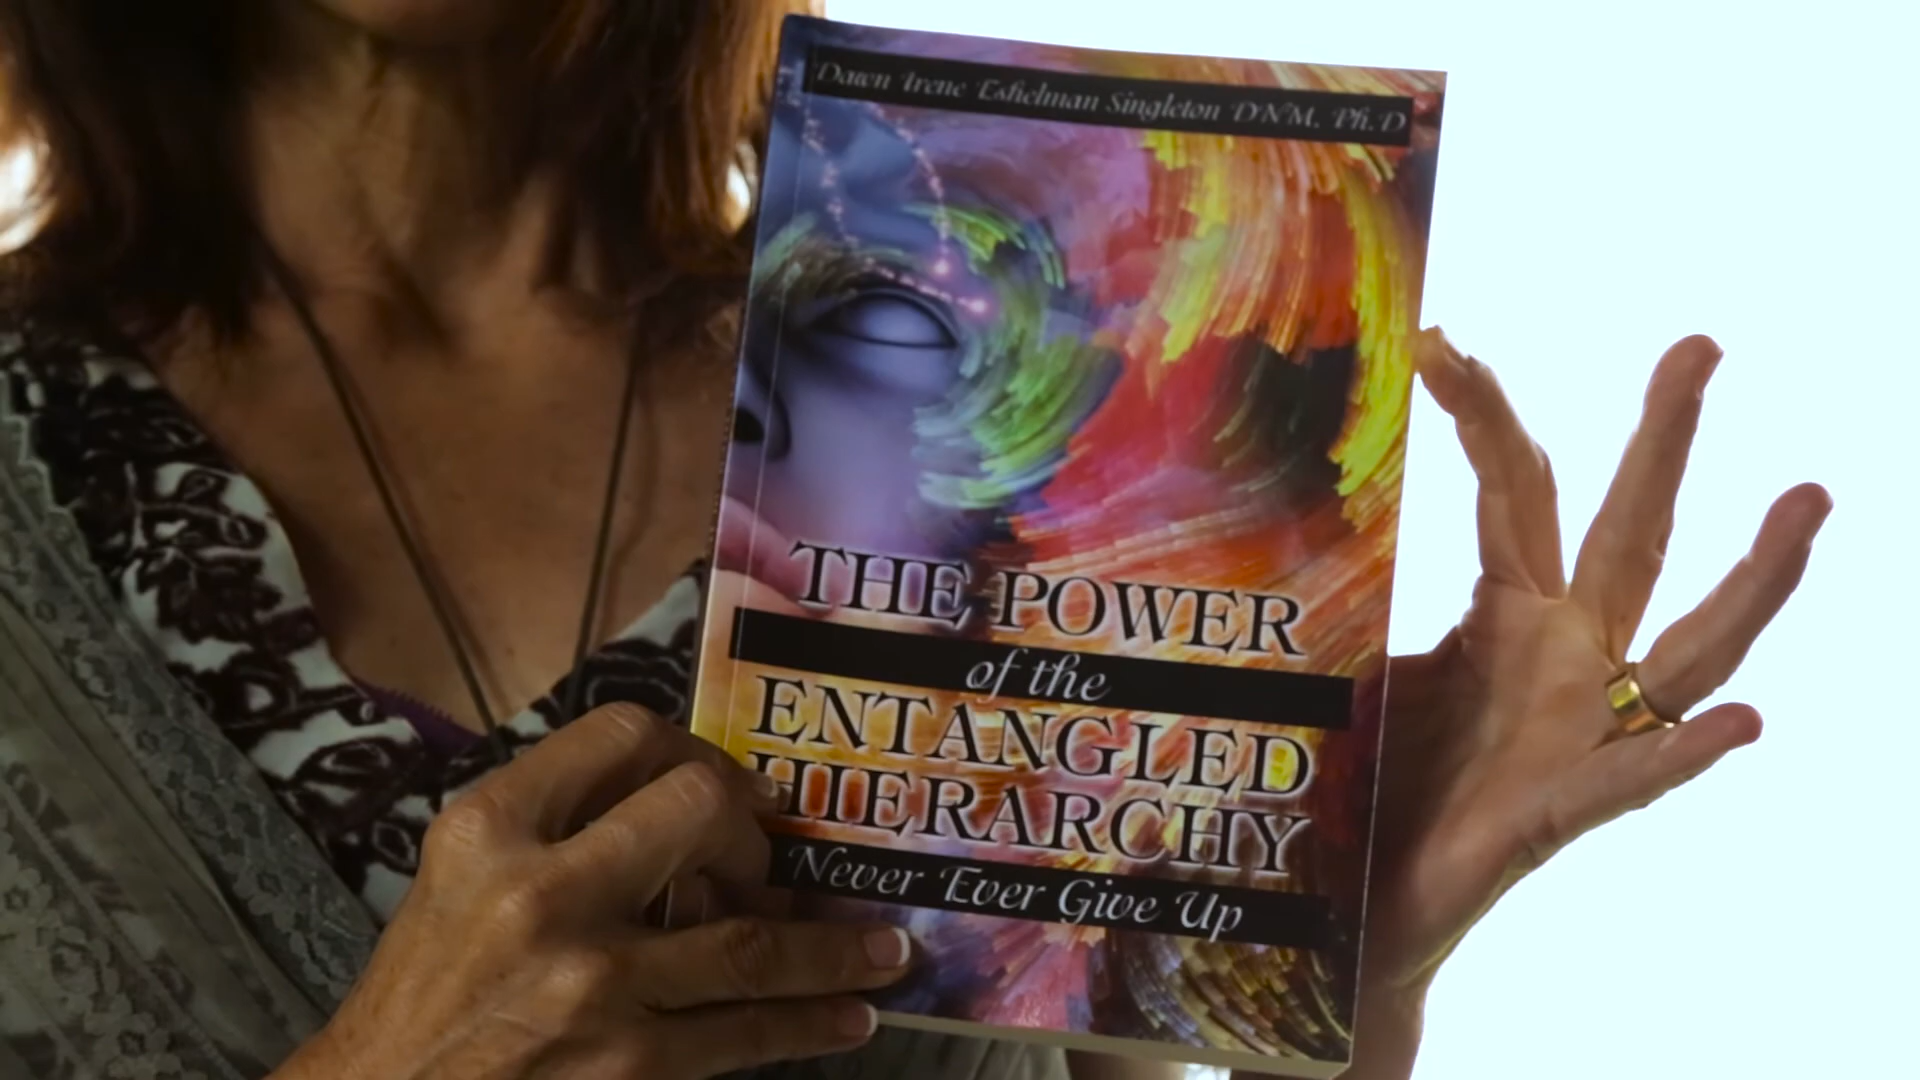 Dawn Irene Eshelman Singleton DNM, Ph.D
THE POWER
of the
ENTANGLED
HIERARCHY
Never Ever Give Up